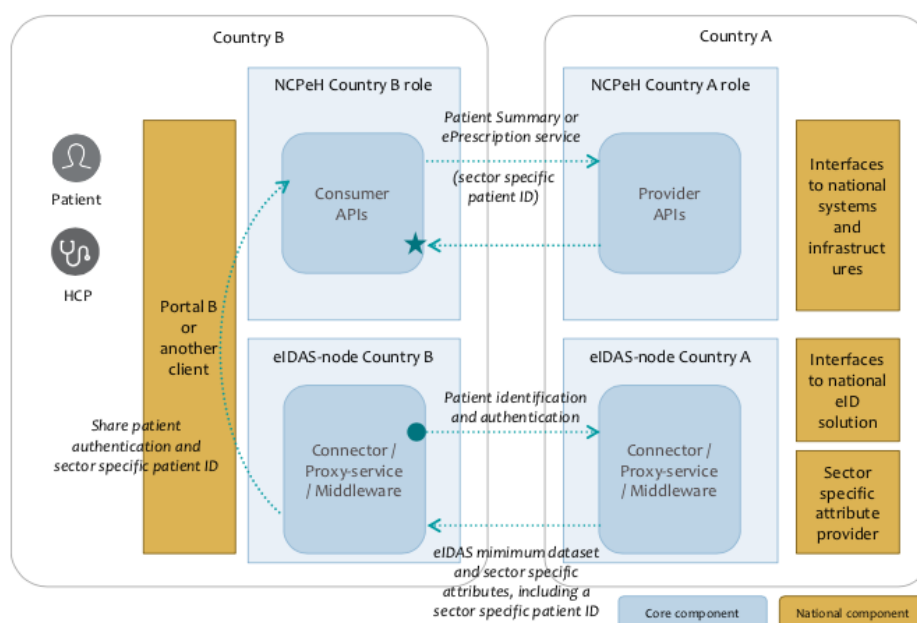 Country B
Country A
NCPeH Country B role
NCPeH Country A role
Patient Summary or
ePrescription service
(sector specific
patient ID)
Patient
HCP
Consumer
APIs
Provider
APIs
Interfaces
to national
systems
and
infrastruct
ures
Portal B
or
another
client
Share patient
authentication and
sector specific patient ID
eIDAS-node Country B
eIDAS-node Country A
Patient identification
and authentication
Connector /
Proxy-service
/ Middleware
Connector /
Proxy-service
/ Middleware
Interfaces
to national
eID
solution
Sector
specific
attribute
provider
eIDAS mimimum dataset
and sector specific
attributes, including a
sector specific patient ID
Core component
National component